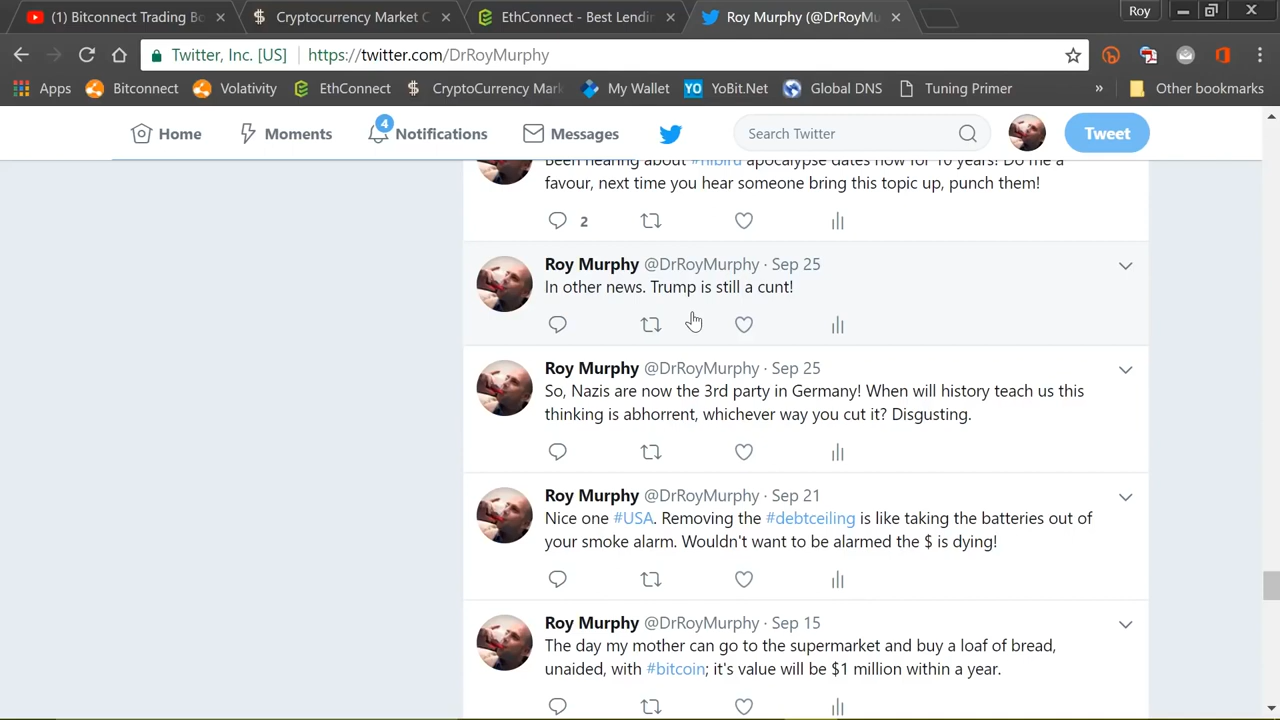 (1) Bitconnect Trading Bo
Cryptocurrency Market C
EthConnect - Best Lendin
Roy Murphy (@DrRoyMu
Roy
Twitter, Inc. [US]
https://twitter.com/DrRoyMurphy
Apps
Bitconnect
Volativity
EthConnect
CryptoCurrency Mark
My Wallet
YO
YoBit.Net
Global DNS
Tuning Primer
»
Other bookmarks
Home
Moments
4
Notifications
Messages
Search Twitter
Tweet
Been hearing about #nibiru apocalypse dates now for 10 years! Do me a
favour, next time you hear someone bring this topic up, punch them!
2
Roy Murphy @DrRoyMurphy · Sep 25
In other news. Trump is still a cunt!
Roy Murphy @DrRoyMurphy · Sep 25
So, Nazis are now the 3rd party in Germany! When will history teach us this
thinking is abhorrent, whichever way you cut it? Disgusting.
Roy Murphy @DrRoyMurphy · Sep 21
Nice one #USA. Removing the #debtceiling is like taking the batteries out of
your smoke alarm. Wouldn't want to be alarmed the $ is dying!
Roy Murphy @DrRoyMurphy · Sep 15
The day my mother can go to the supermarket and buy a loaf of bread,
unaided, with #bitcoin; it's value will be $1 million within a year.